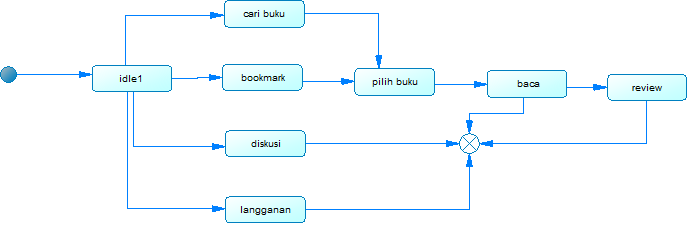 cari buku
idle1
bookmark
pilih buku
baca
review
diskusi
langganan